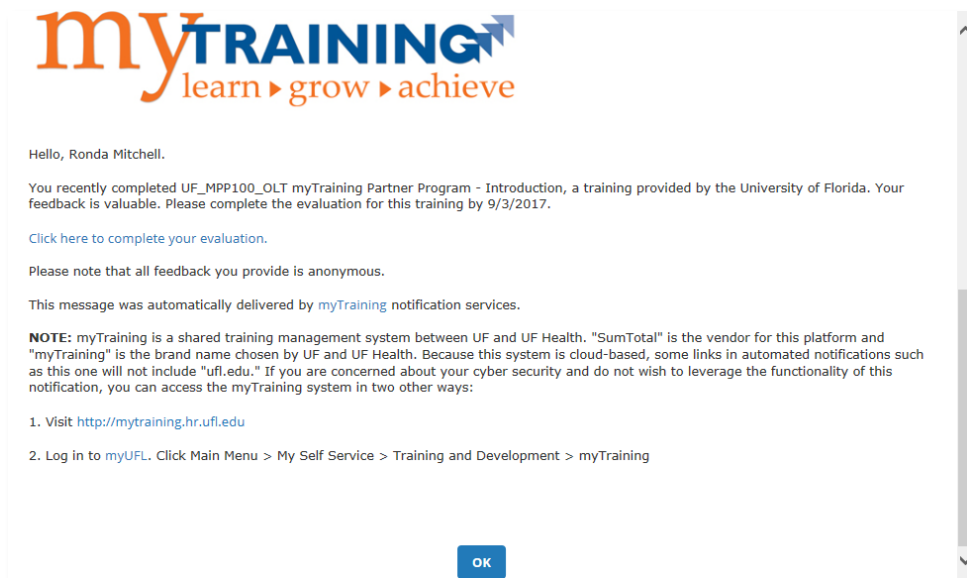 myTRAINING
learn ▸ grow ▸ achieve
Hello, Ronda Mitchell.
You recently completed UF_MPP100_OLT myTraining Partner Program - Introduction, a training provided by the University of Florida. Your
feedback is valuable. Please complete the evaluation for this training by 9/3/2017.
Click here to complete your evaluation.
Please note that all feedback you provide is anonymous.
This message was automatically delivered by myTraining notification services.
NOTE: myTraining is a shared training management system between UF and UF Health. "SumTotal" is the vendor for this platform and
"myTraining" is the brand name chosen by UF and UF Health. Because this system is cloud-based, some links in automated notifications such
as this one will not include "ufl.edu." If you are concerned about your cyber security and do not wish to leverage the functionality of this
notification, you can access the myTraining system in two other ways:
1. Visit http://mytraining.hr.ufl.edu
2. Log in to myUFL. Click Main Menu > My Self Service > Training and Development > myTraining
OK